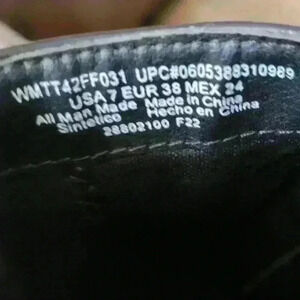 WMTT42FF031 UPC#0605388310989
USA 7 EUR 38 MEX 24
All Man Made Made in China
Sintetico Hecho en China
28802100 F22